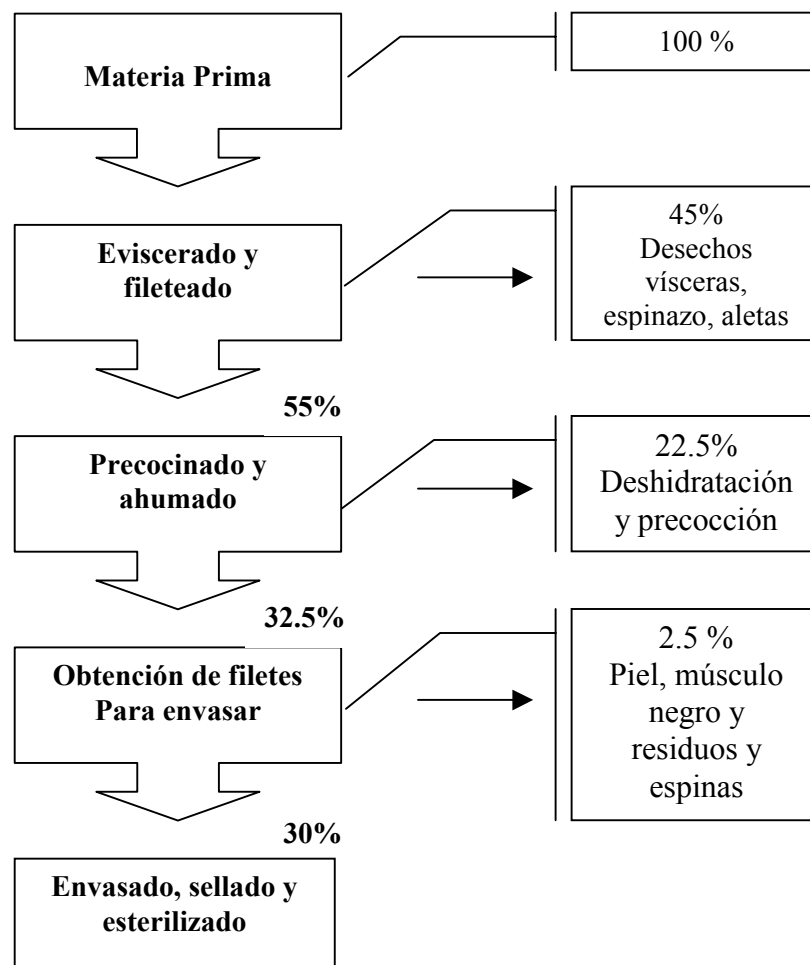 Materia Prima
100 %
Eviscerado y
fileteado
45%
Desechos
vísceras,
espinazo, aletas
55%
Precocinado y
ahumado
22.5%
Deshidratación
y precocción
32.5%
Obtención de filetes
Para envasar
2.5 %
Piel, músculo
negro y
residuos y
espinas
30%
Envasado, sellado y
esterilizado